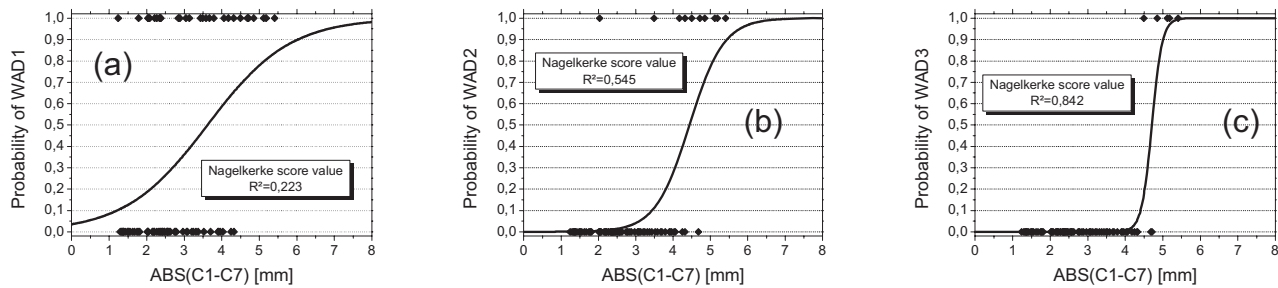 Probability of WAD1
1,0
0,9
0,8
0,7
0,6
0,5
0,4
0,3
0,2
0,1
0,0
(a)
Nagelkerke score value
R²=0,223
0 1 2 3 4 5 6 7 8
ABS(C1-C7) [mm]
Probability of WAD2
1,0
0,9
0,8
0,7
0,6
0,5
0,4
0,3
0,2
0,1
0,0
Nagelkerke score value
R²=0,545
(b)
0 1 2 3 4 5 6 7 8
ABS(C1-C7) [mm]
Probability of WAD3
1,0
0,9
0,8
0,7
0,6
0,5
0,4
0,3
0,2
0,1
0,0
Nagelkerke score value
R²=0,842
(c)
0 1 2 3 4 5 6 7 8
ABS(C1-C7) [mm]